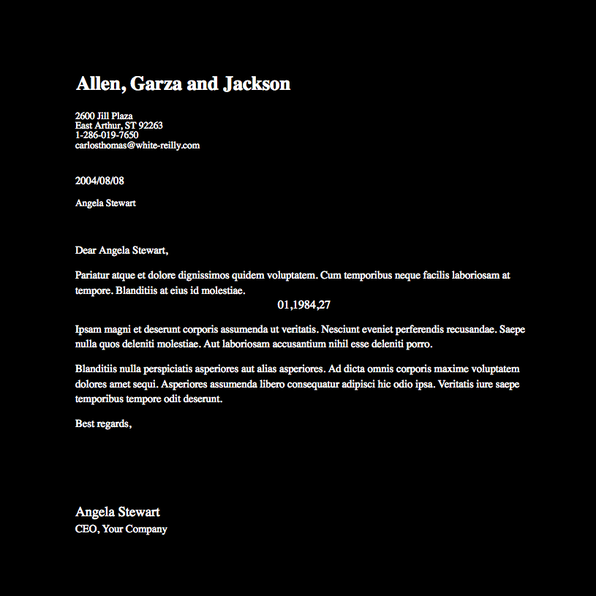 Allen, Garza and Jackson
2600 Jill Plaza
East Arthur, ST 92263
1-286-019-7650
carlosthomas@white-reilly.com
2004/08/08
Angela Stewart
Dear Angela Stewart,
Pariatur atque et dolore dignissimos quidem voluptatem. Cum temporibus neque facilis laboriosam at
tempore. Blanditiis at eius id molestiae.
01,1984,27
Ipsam magni et deserunt corporis assumenda ut veritatis. Nesciunt eveniet perferendis recusandae. Saepe
nulla quos deleniti molestiae. Aut laboriosam accusantium nihil esse deleniti porro.
Blanditiis nulla perspiciatis asperiores aut alias asperiores. Ad dicta omnis corporis maxime voluptatem
dolores amet sequi. Asperiores assumenda libero consequatur adipisci hic odio ipsa. Veritatis iure saepe
temporibus tempore odit deserunt.
Best regards,
Angela Stewart
CEO, Your Company